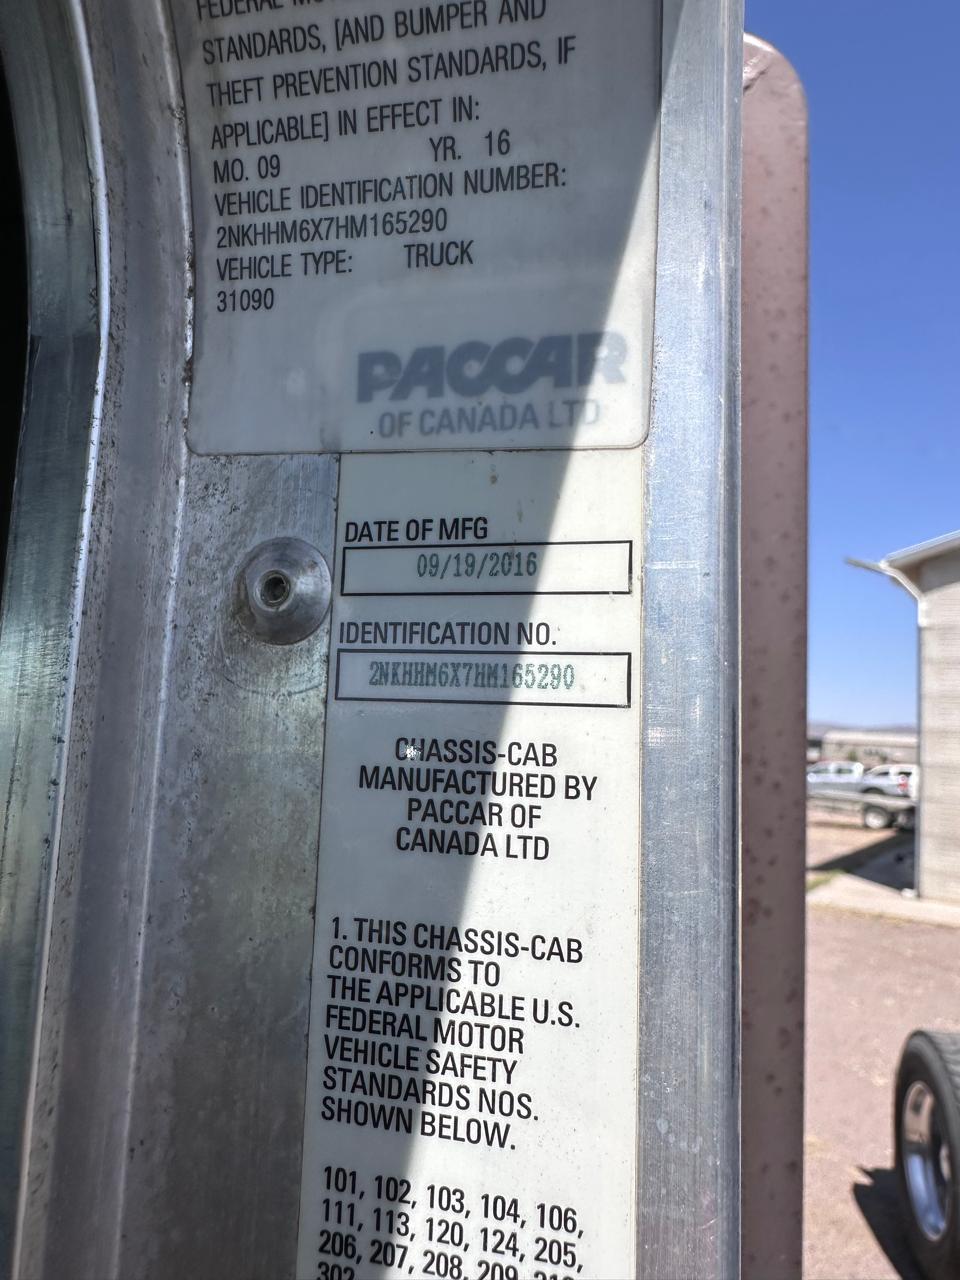 FEDERAL
STANDARDS, [AND BUMPER AND
THEFT PREVENTION STANDARDS, IF
APPLICABLE] IN EFFECT IN:
MO. 09 YR. 16
VEHICLE IDENTIFICATION NUMBER:
2NKHHM6X7HM165290
VEHICLE TYPE: TRUCK
31090
PACCAR
OF CANADA LTD
DATE OF MFG
09/19/2016
IDENTIFICATION NO.
2NKHHM6X7HM165290
CHASSIS-CAB
MANUFACTURED BY
PACCAR OF
CANADA LTD
1. THIS CHASSIS-CAB
CONFORMS TO
THE APPLICABLE U.S.
FEDERAL MOTOR
VEHICLE SAFETY
STANDARDS NOS.
SHOWN BELOW.
101, 102, 103, 104, 106,
111, 113, 120, 124, 205,
206, 207, 208, 209,
302